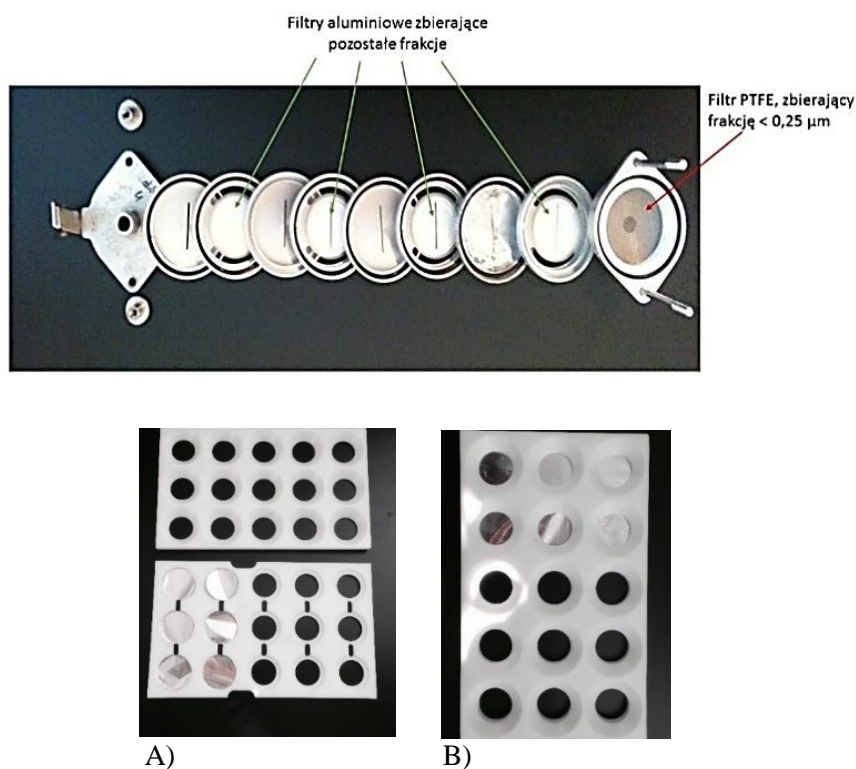 Filtry aluminiowe zbierające
pozostałe frakcje
Filtr PTFE, zbierający
frakcję < 0,25 µm
A)
B)